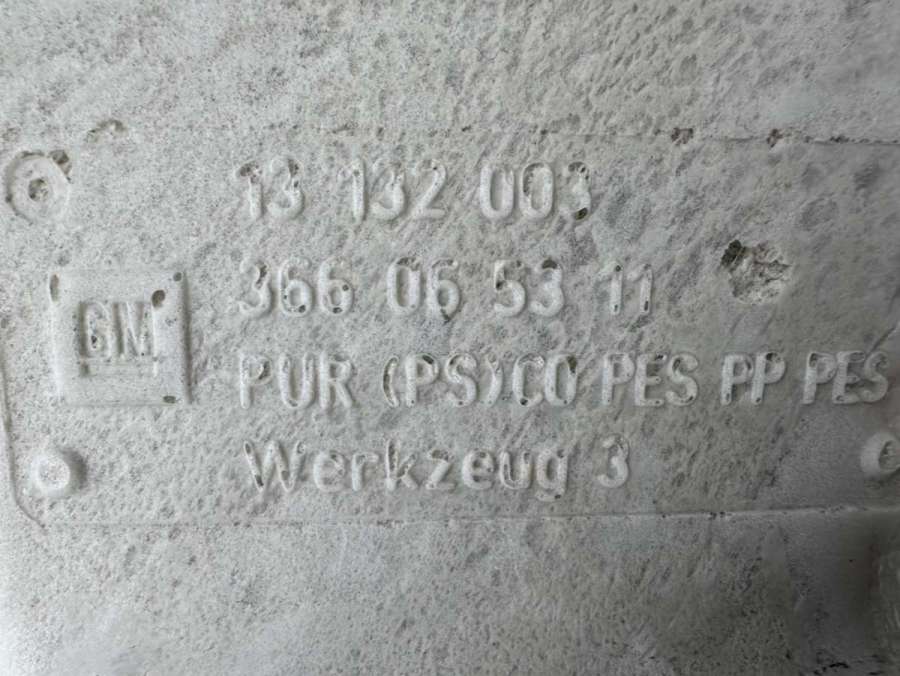 13 132 003
GM
366 06 53 11
PUR (PS)CO PES PP PES
Werkzeug 3